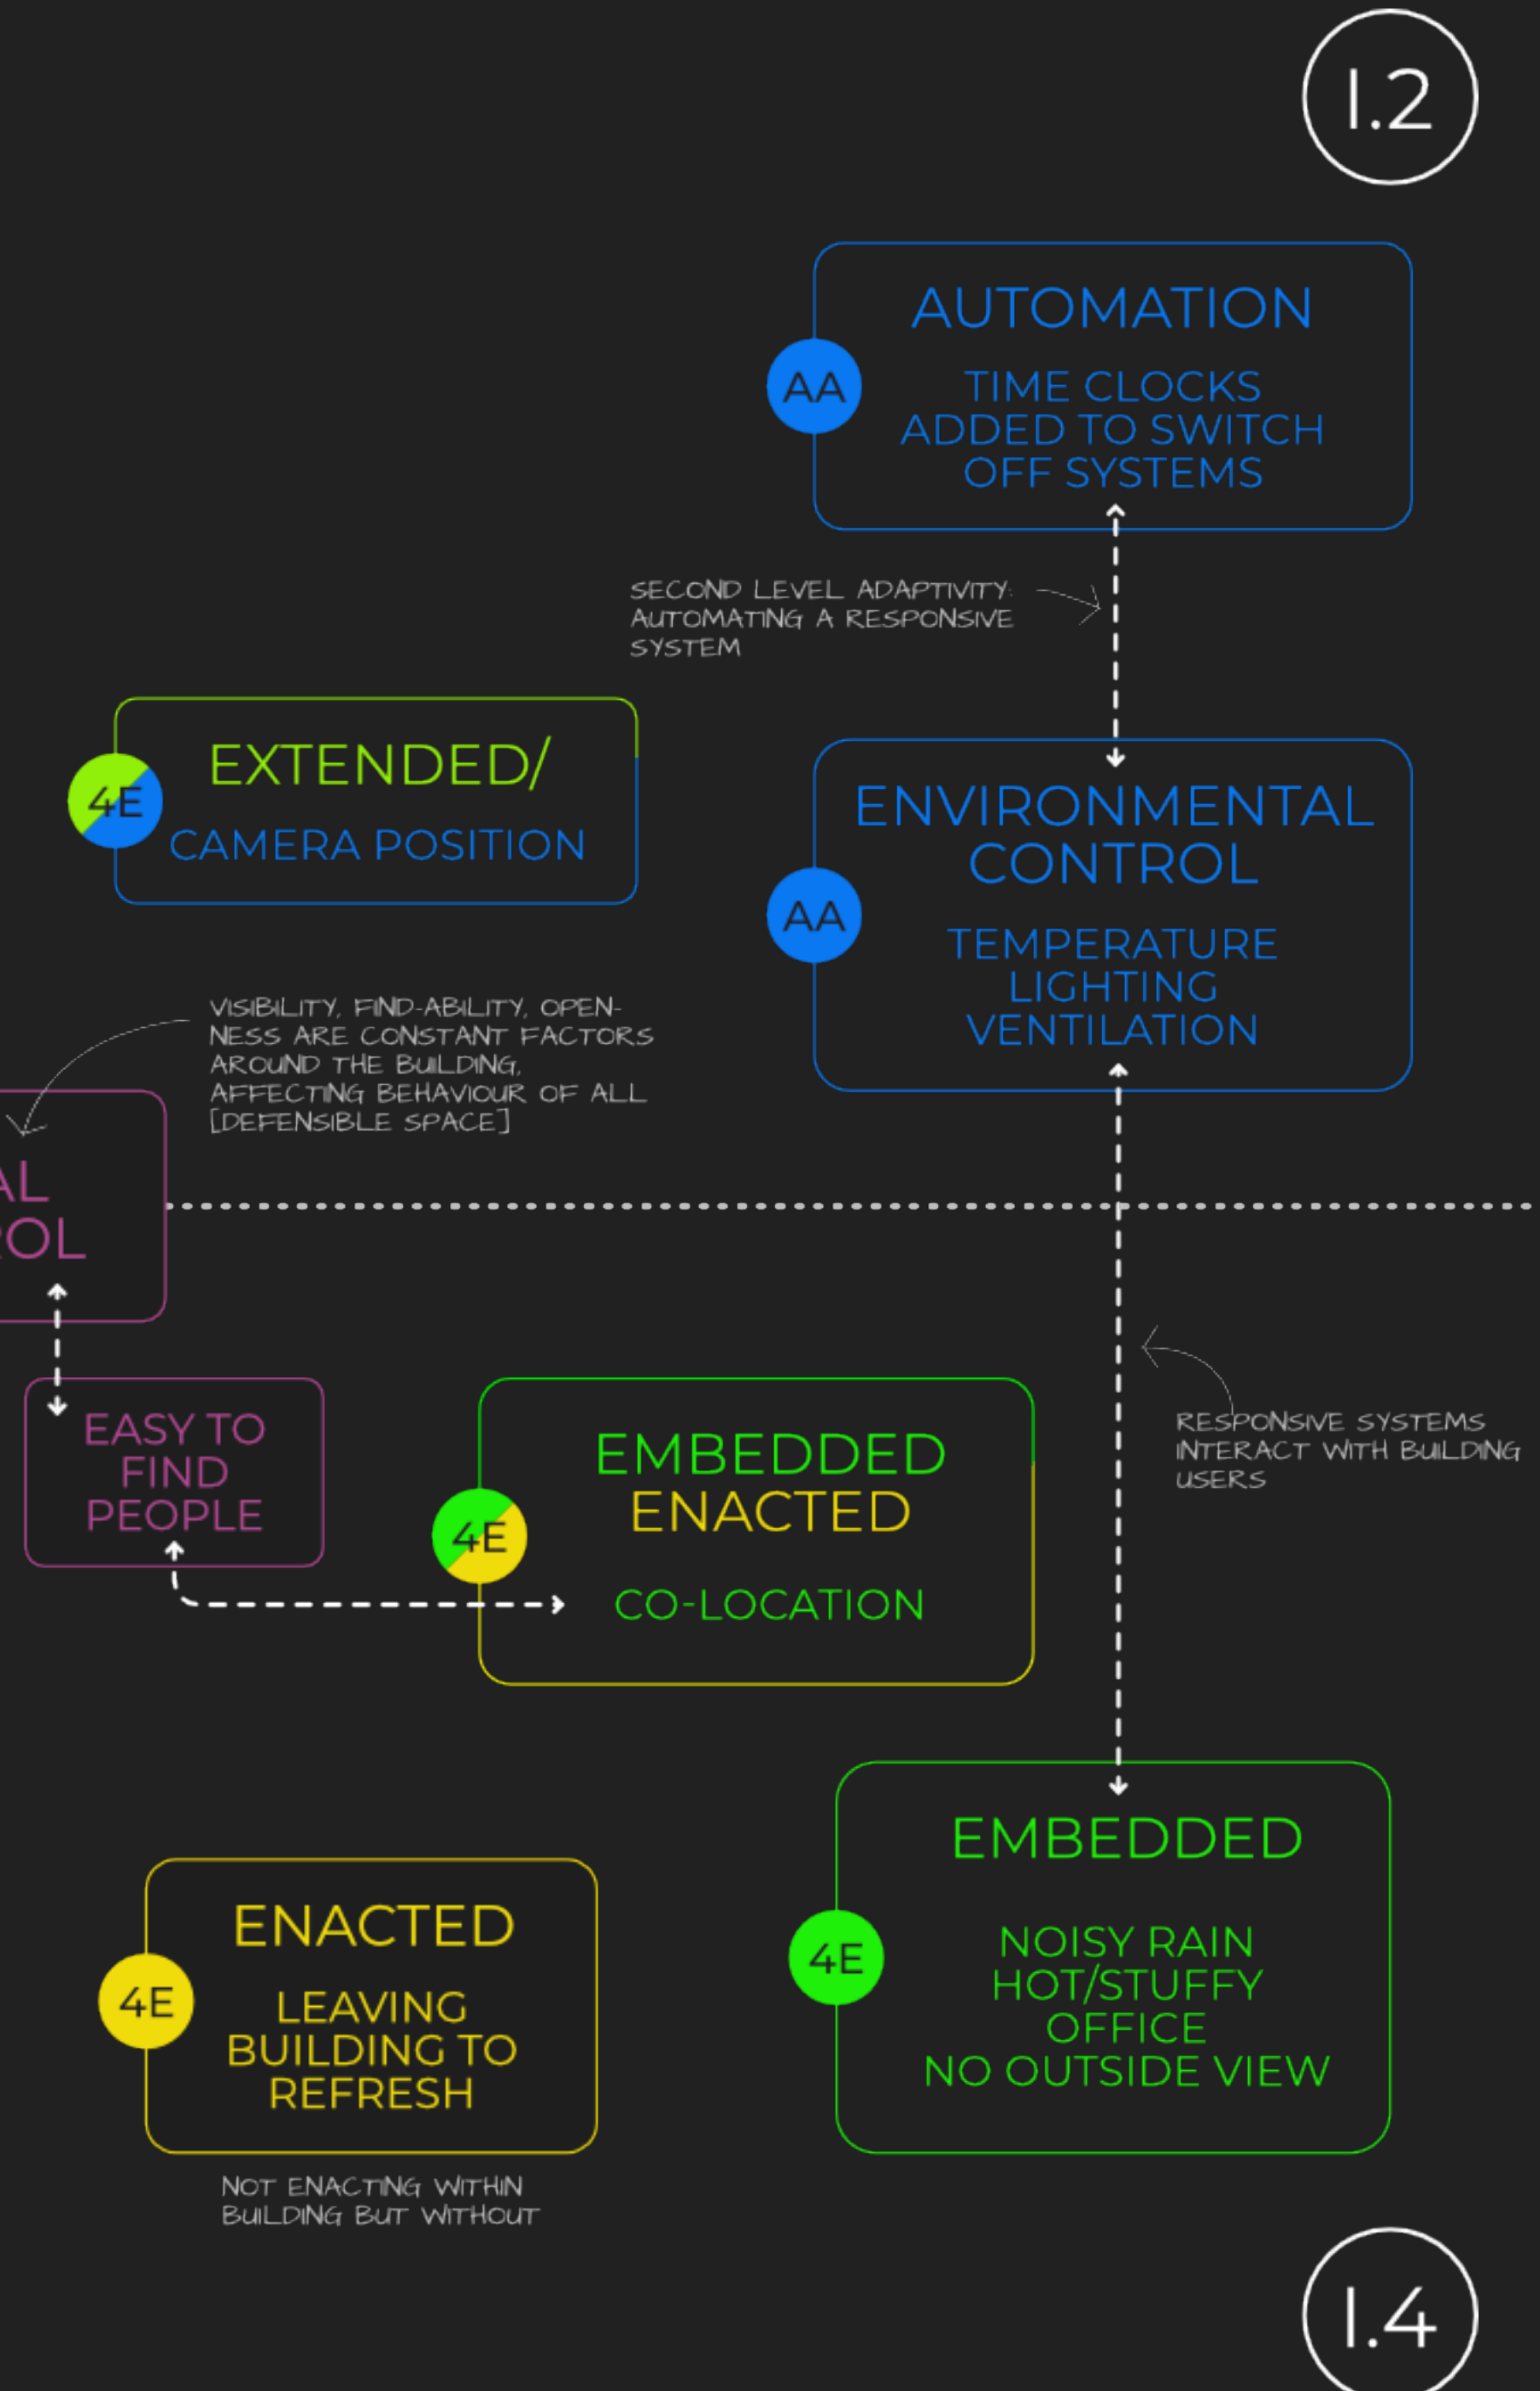 I.2
AUTOMATION
AA
TIME CLOCKS
ADDED TO SWITCH
OFF SYSTEMS
SECOND LEVEL ADAPTIVITY:
AUTOMATING A RESPONSIVE
SYSTEM
EXTENDED/
4E
CAMERA POSITION
ENVIRONMENTAL
CONTROL
AA
TEMPERATURE
LIGHTING
VENTILATION
VISIBILITY, FIND-ABILITY, OPEN-
NESS ARE CONSTANT FACTORS
AROUND THE BUILDING,
AFFECTING BEHAVIOUR OF ALL
[DEFENSIBLE SPACE]
AL
OL
EASY TO
FIND
PEOPLE
EMBEDDED
ENACTED
4E
CO-LOCATION
RESPONSIVE SYSTEMS
INTERACT WITH BUILDING
USERS
ENACTED
4E
LEAVING
BUILDING TO
REFRESH
NOT ENACTING WITHIN
BUILDING BUT WITHOUT
EMBEDDED
4E
NOISY RAIN
HOT/STUFFY
OFFICE
NO OUTSIDE VIEW
I.4